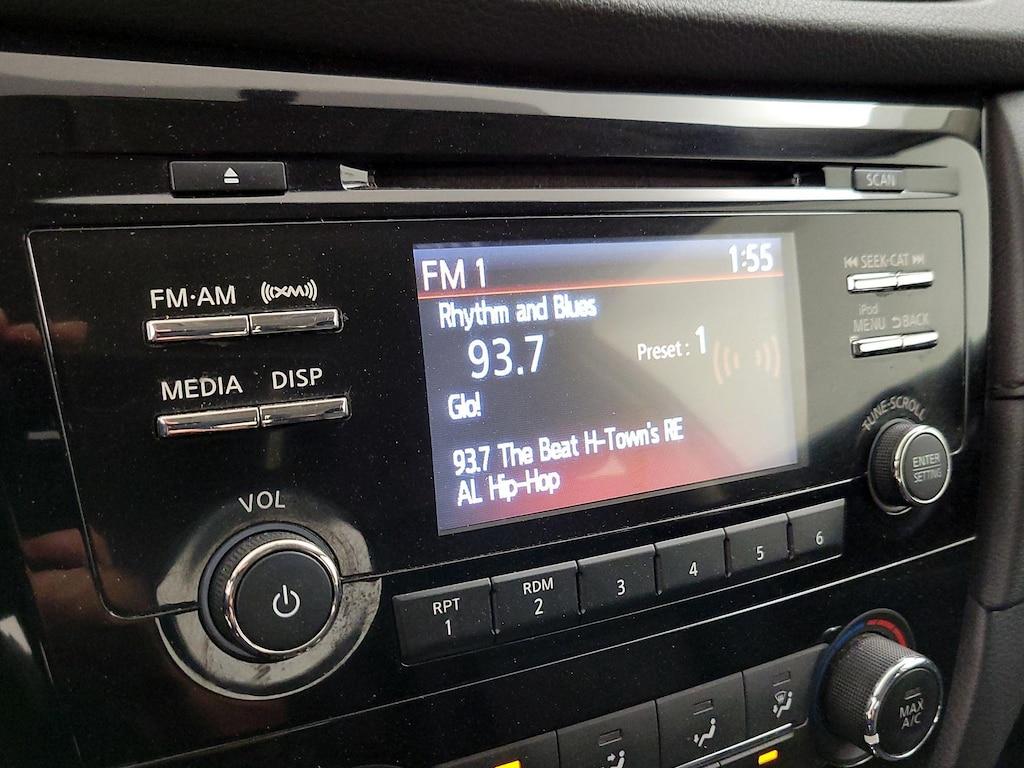 SCAN
FM·AM
(((XM)))
SEEK·CAT
iPod
MENU BACK
MEDIA
DISP
FM 1
1:55
Rhythm and Blues
93.7
Preset : 1
Glo!
93.7 The Beat H-Town's RE
AL Hip-Hop
TUNE·SCROLL
ENTER
SETTING
VOL
RPT
1
RDM
2
3
4
5
6
MAX
A/C